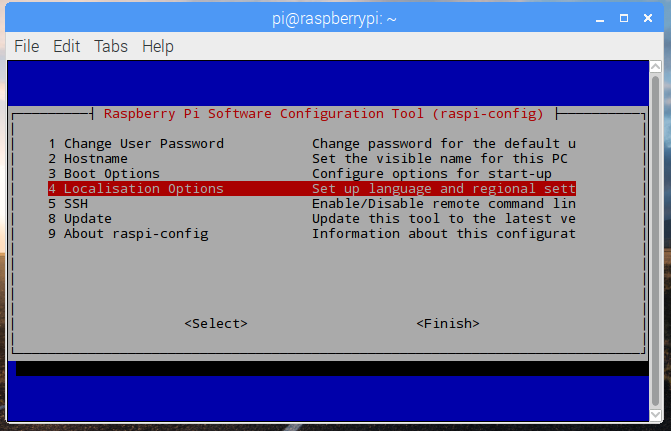 pi@raspberrypi: ~
File Edit Tabs Help
Raspberry Pi Software Configuration Tool (raspi-config)
1 Change User Password Change password for the default u
2 Hostname Set the visible name for this PC
3 Boot Options Configure options for start-up
4 Localisation Options Set up language and regional sett
5 SSH Enable/Disable remote command lin
8 Update Update this tool to the latest ve
9 About raspi-config Information about this configurat
<Select> <Finish>